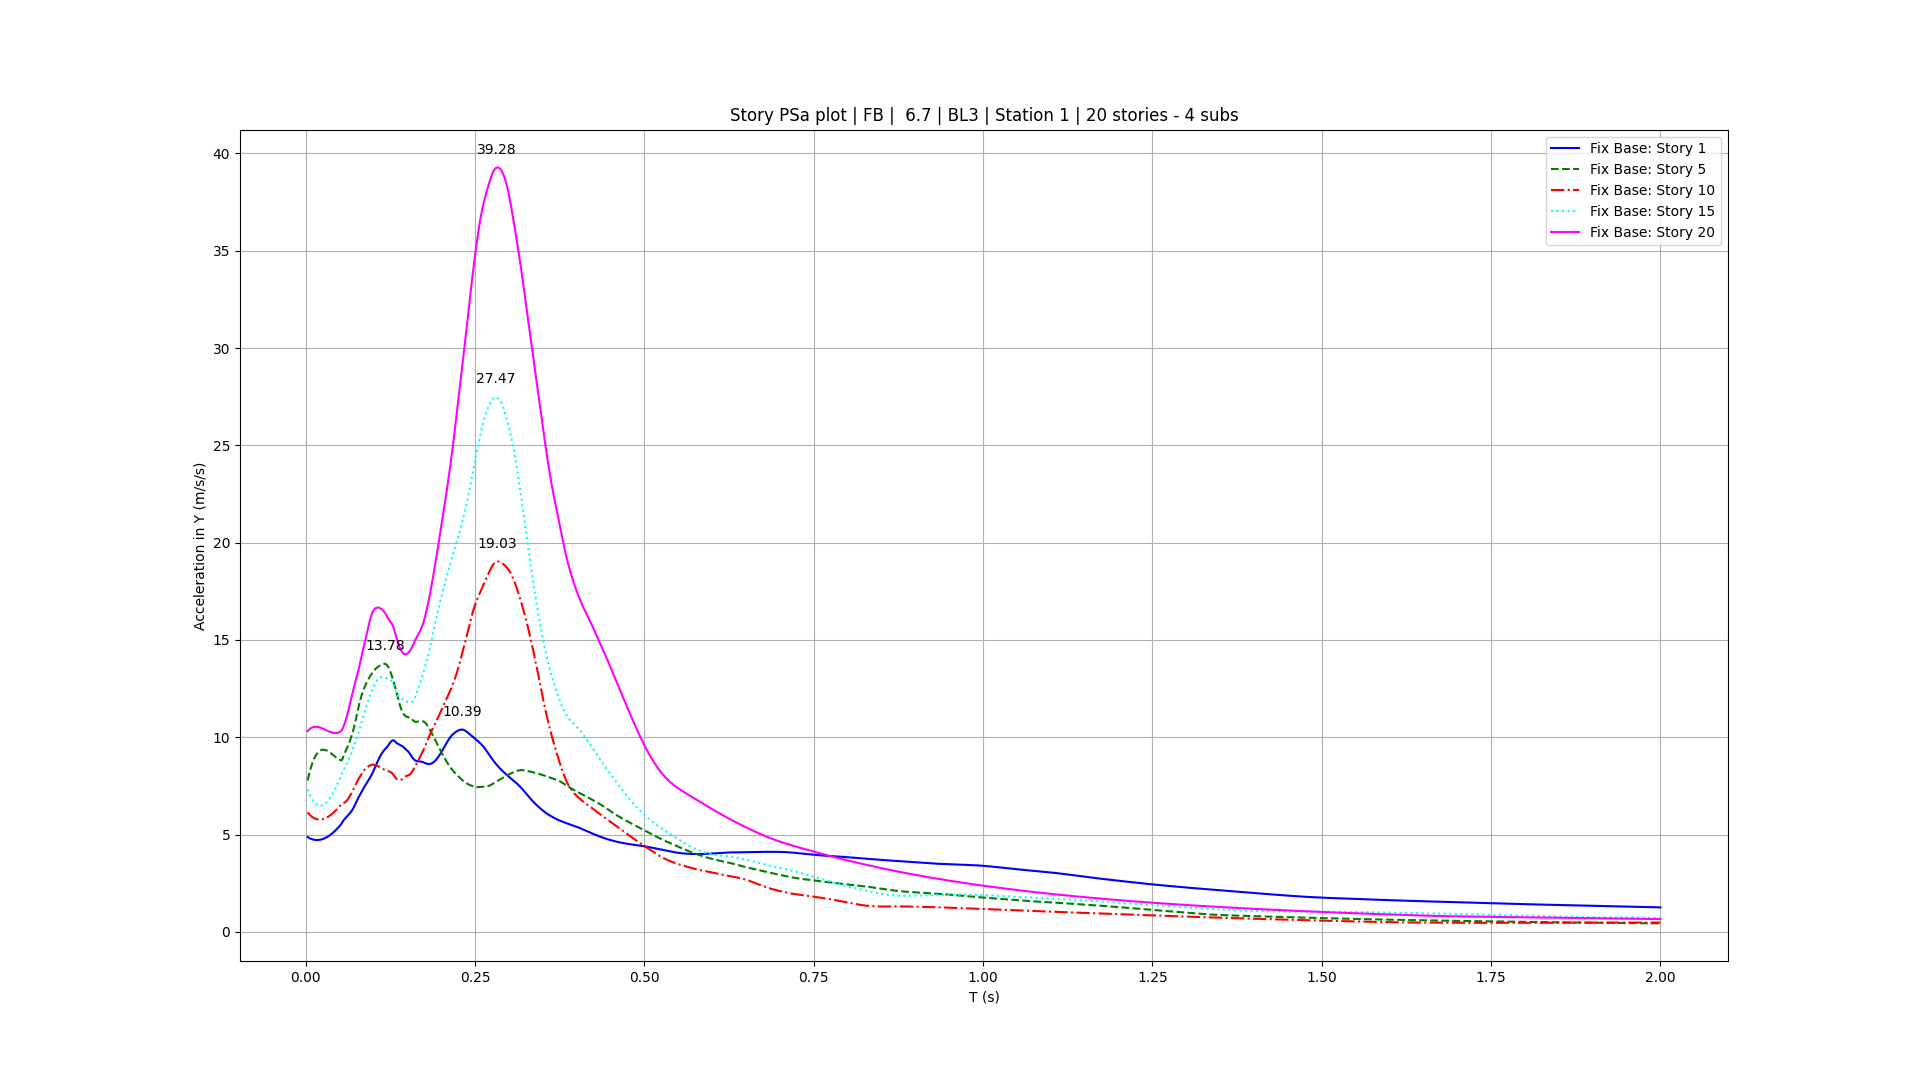 Story PSa plot | FB |  6.7 | BL3 | Station 1 | 20 stories - 4 subs
Fix Base: Story 1
Fix Base: Story 5
Fix Base: Story 10
Fix Base: Story 15
Fix Base: Story 20
39.28
27.47
19.03
13.78
10.39
Acceleration in Y (m/s/s)
40
35
30
25
20
15
10
5
0
0.00 0.25 0.50 0.75 1.00 1.25 1.50 1.75 2.00
T (s)